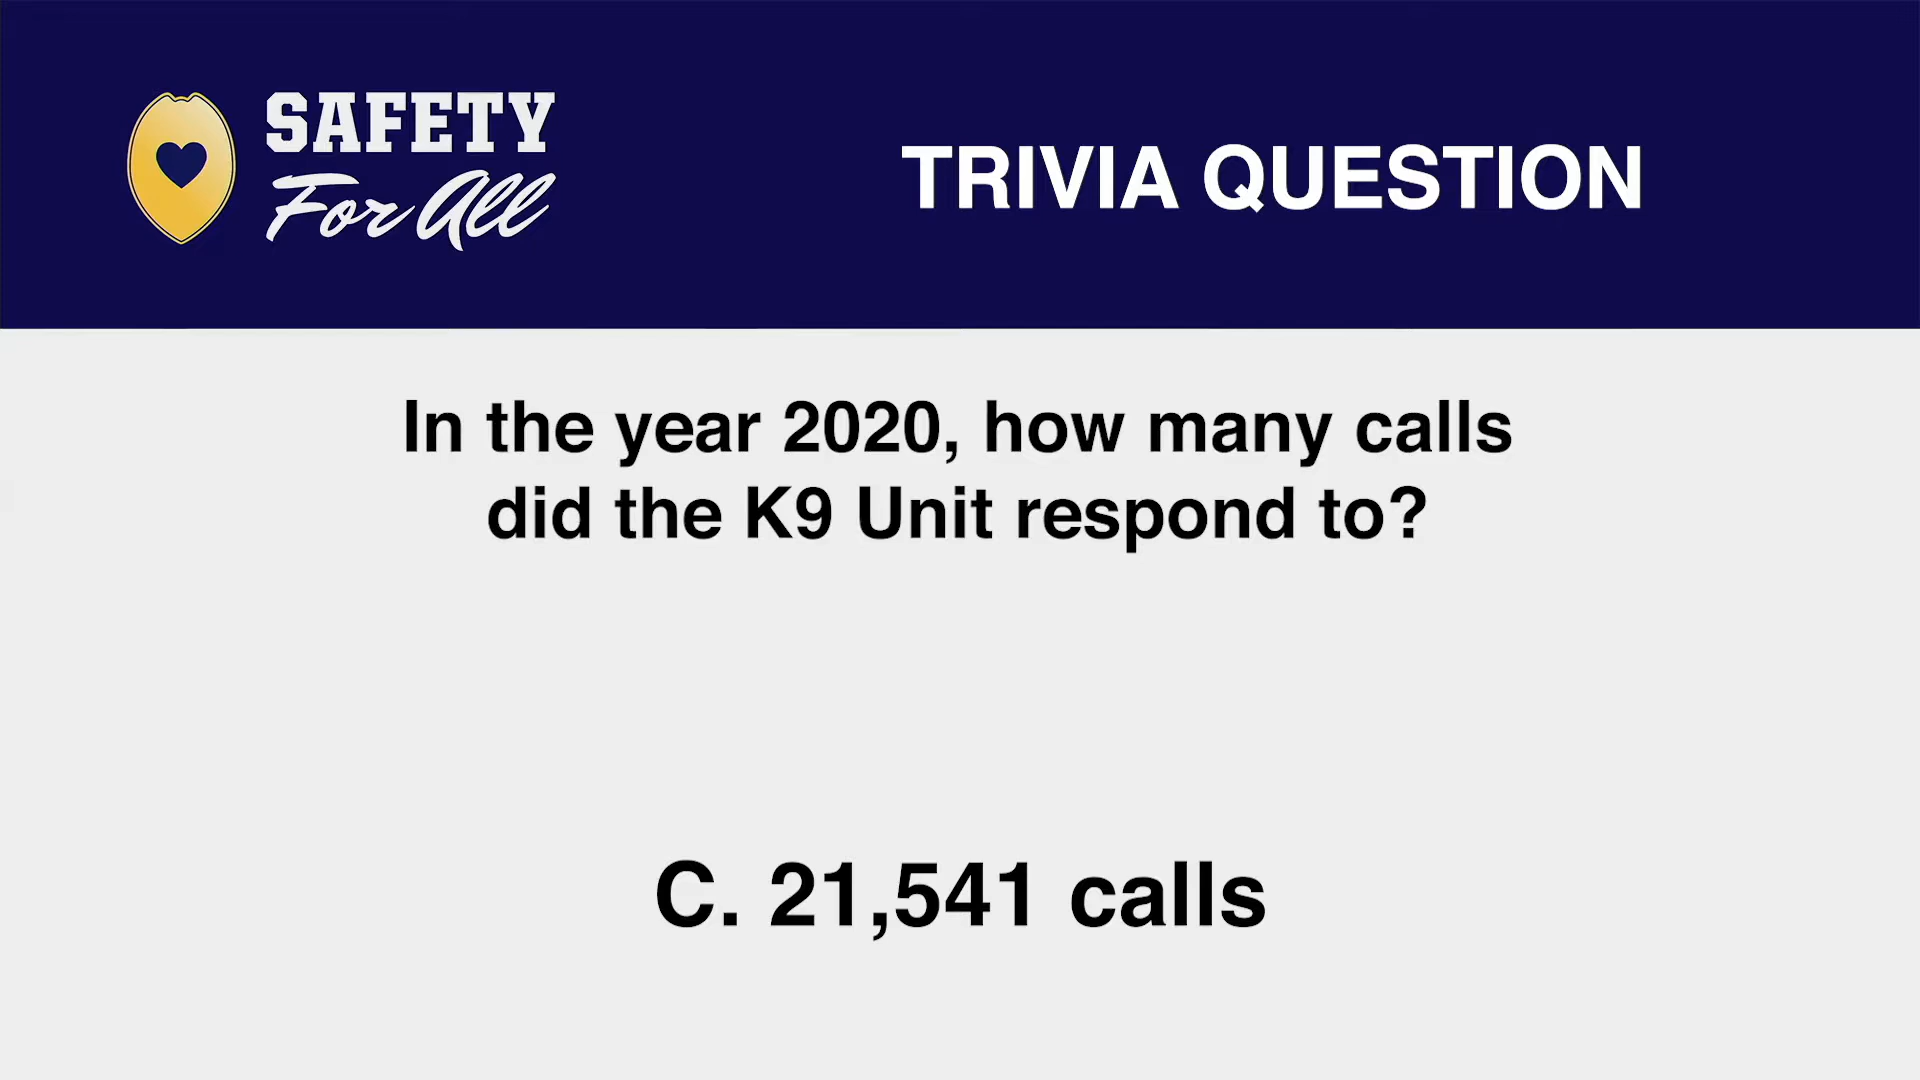 SAFETY
For All
TRIVIA QUESTION
In the year 2020, how many calls
did the K9 Unit respond to?
C. 21,541 calls